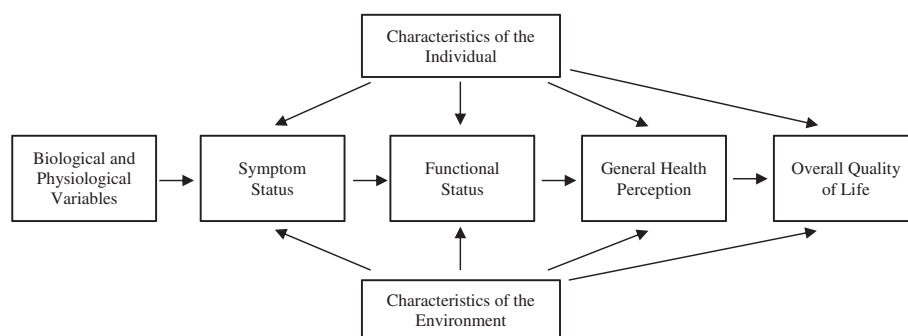 Characteristics of the
Individual
Biological and
Physiological
Variables
Symptom
Status
Functional
Status
General Health
Perception
Overall Quality
of Life
Characteristics of the
Environment